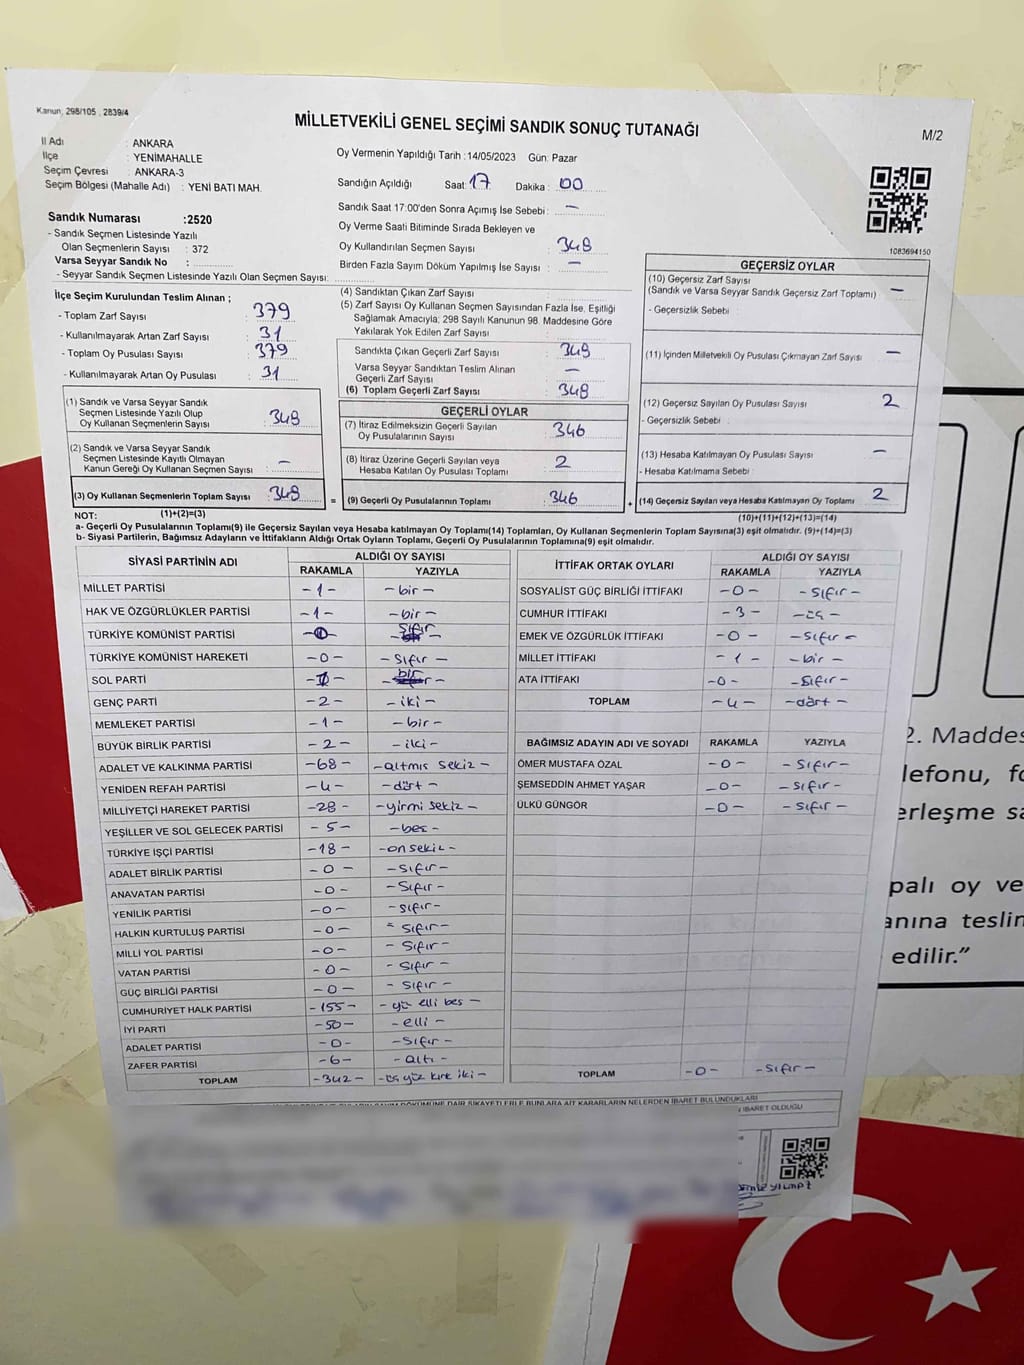 Kanun: 298/105 , 2839/4
MİLLETVEKİLİ GENEL SEÇİMİ SANDIK SONUÇ TUTANAĞI
M/2
İl Adı : ANKARA
İlçe : YENİMAHALLE
Seçim Çevresi : ANKARA-3
Seçim Bölgesi (Mahalle Adı) : YENİ BATI MAH.
Sandık Numarası :2520
- Sandık Seçmen Listesinde Yazılı
Olan Seçmenlerin Sayısı : 372
Varsa Seyyar Sandık No :
- Seyyar Sandık Seçmen Listesinde Yazılı Olan Seçmen Sayısı:
Oy Vermenin Yapıldığı Tarih :14/05/2023 Gün: Pazar
Sandığın Açıldığı Saat: 17 Dakika : 00
Sandık Saat 17:00'den Sonra Açımış İse Sebebi : —
Oy Verme Saati Bitiminde Sırada Bekleyen ve
Oy Kullandırılan Seçmen Sayısı : 348
Birden Fazla Sayım Döküm Yapılmış İse Sayısı : —
1083694150
İlçe Seçim Kurulundan Teslim Alınan ;
- Toplam Zarf Sayısı : 379
- Kullanılmayarak Artan Zarf Sayısı : 31
- Toplam Oy Pusulası Sayısı : 379
- Kullanılmayarak Artan Oy Pusulası : 31
(4) Sandıktan Çıkan Zarf Sayısı :
(5) Zarf Sayısı Oy Kullanan Seçmen Sayısından Fazla İse, Eşitliği
Sağlamak Amacıyla; 298 Sayılı Kanunun 98. Maddesine Göre
Yakılarak Yok Edilen Zarf Sayısı :
Sandıkta Çıkan Geçerli Zarf Sayısı : 348
Varsa Seyyar Sandıktan Teslim Alınan
Geçerli Zarf Sayısı : —
(6) Toplam Geçerli Zarf Sayısı : 348
GEÇERSİZ OYLAR
(10) Geçersiz Zarf Sayısı
(Sandık ve Varsa Seyyar Sandık Geçersiz Zarf Toplamı) : —
- Geçersizlik Sebebi :
(11) İçinden Milletvekili Oy Pusulası Çıkmayan Zarf Sayısı : —
(12) Geçersiz Sayılan Oy Pusulası Sayısı : 2
- Geçersizlik Sebebi :
(13) Hesaba Katılmayan Oy Pusulası Sayısı : —
- Hesaba Katılmama Sebebi :
(14) Geçersiz Sayılan veya Hesaba Katılmayan Oy Toplamı : 2
(10)+(11)+(12)+(13)=(14)
(1) Sandık ve Varsa Seyyar Sandık
Seçmen Listesinde Yazılı Olup
Oy Kullanan Seçmenlerin Sayısı : 348
(2) Sandık ve Varsa Seyyar Sandık
Seçmen Listesinde Kayıtlı Olmayan
Kanun Gereği Oy Kullanan Seçmen Sayısı : —
(3) Oy Kullanan Seçmenlerin Toplam Sayısı : 348
(1)+(2)=(3)
GEÇERLİ OYLAR
(7) İtiraz Edilmeksizin Geçerli Sayılan
Oy Pusulalarının Sayısı : 346
(8) İtiraz Üzerine Geçerli Sayılan veya
Hesaba Katılan Oy Pusulası Toplamı : 2
= (9) Geçerli Oy Pusulalarının Toplamı : 346 +
NOT:
a- Geçerli Oy Pusulalarının Toplamı(9) ile Geçersiz Sayılan veya Hesaba katılmayan Oy Toplamı(14) Toplamları, Oy Kullanan Seçmenlerin Toplam Sayısına(3) eşit olmalıdır. (9)+(14)=(3)
b- Siyasi Partilerin, Bağımsız Adayların ve İttifakların Aldığı Ortak Oyların Toplamı, Geçerli Oy Pusulalarının Toplamına(9) eşit olmalıdır.
SİYASİ PARTİNİN ADI ALDIĞI OY SAYISI
RAKAMLA YAZIYLA
MİLLET PARTİSİ -1- -bir-
HAK VE ÖZGÜRLÜKLER PARTİSİ -1- -bir-
TÜRKİYE KOMÜNİST PARTİSİ -0- sıfır
TÜRKİYE KOMÜNİST HAREKETİ -0- -sıfır-
SOL PARTİ -1- bir
GENÇ PARTİ -2- -iki-
MEMLEKET PARTİSİ -1- -bir-
BÜYÜK BİRLİK PARTİSİ -2- -iki-
ADALET VE KALKINMA PARTİSİ -68- -altmıs sekiz-
YENİDEN REFAH PARTİSİ -4- -dört-
MİLLİYETÇİ HAREKET PARTİSİ -28- -yirmi sekiz-
YEŞİLLER VE SOL GELECEK PARTİSİ -5- -bes-
TÜRKİYE İŞÇİ PARTİSİ -18- -onsekiz-
ADALET BİRLİK PARTİSİ -0- -sıfır-
ANAVATAN PARTİSİ -0- -sıfır-
YENİLİK PARTİSİ -0- -sıfır-
HALKIN KURTULUŞ PARTİSİ -0- -sıfır-
MİLLİ YOL PARTİSİ -0- -sıfır-
VATAN PARTİSİ -0- -sıfır-
GÜÇ BİRLİĞİ PARTİSİ -0- -sıfır-
CUMHURİYET HALK PARTİSİ -155- -yüz elli bes-
İYİ PARTİ -50- -elli-
ADALET PARTİSİ -0- -sıfır-
ZAFER PARTİSİ -6- -altı-
TOPLAM -342- -üç yüz kırk iki-
İTTİFAK ORTAK OYLARI ALDIĞI OY SAYISI
RAKAMLA YAZIYLA
SOSYALİST GÜÇ BİRLİĞİ İTTİFAKI -0- -sıfır-
CUMHUR İTTİFAKI -3- -üç-
EMEK VE ÖZGÜRLÜK İTTİFAKI -0- -sıfır-
MİLLET İTTİFAKI -1- -bir-
ATA İTTİFAKI -0- -sıfır-
TOPLAM -4- -dört-
BAĞIMSIZ ADAYIN ADI VE SOYADI RAKAMLA YAZIYLA
ÖMER MUSTAFA ÖZAL -0- -sıfır-
ŞEMSEDDİN AHMET YAŞAR -0- -sıfır-
ÜLKÜ GÜNGÖR -0- -sıfır-
TOPLAM -0- -sıfır-
DÖKÜMÜNE DAİR ŞİKAYETLERLE BUNLARA AİT KARARLARIN NELERDEN İBARET BULUNDUKLARI
İBARET OLDUĞU
YILMAZ
2. Maddes
lefonu, fo
erleşme sa
palı oy ve
anına teslin
edilir.”